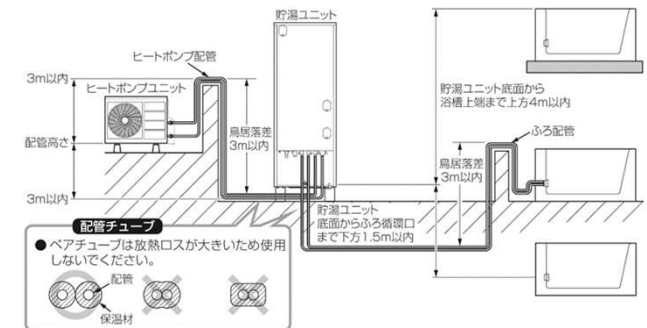 貯湯ユニット
ヒートポンプ配管
3m以内
ヒートポンプユニット
配管高さ
3m以内
鳥居落差
3m以内
貯湯ユニット底面から
浴槽上端まで上方4m以内
ふろ配管
鳥居落差
3m以内
貯湯ユニット
底面からふろ循環口
まで下方1.5m以内
配管チューブ
● ペアチューブは放熱ロスが大きいため使用
しないでください。
配管
保温材